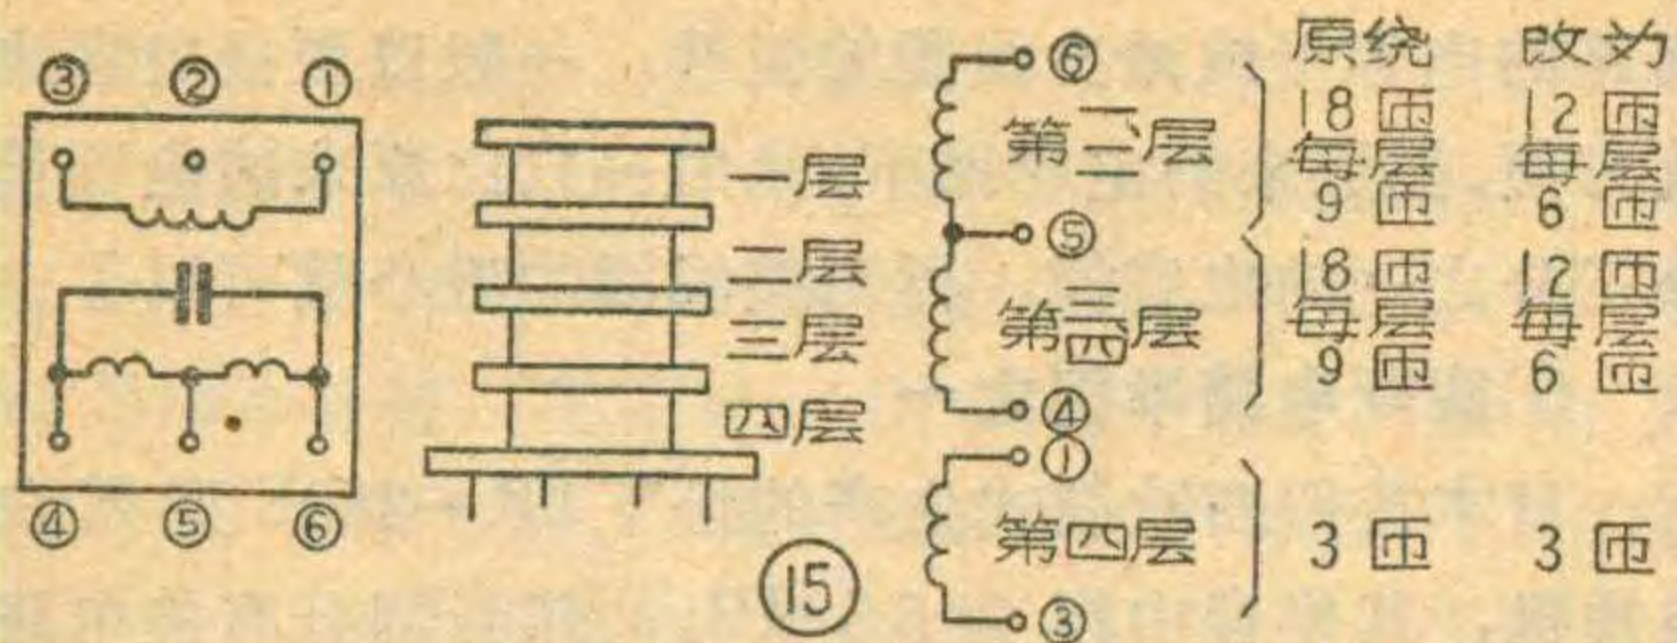 ③ ② ①
④ ⑤ ⑥
一层
二层
三层
四层
⑮
原绕 改为
⑥
第一、二层
18匝 12匝
每层 每层
9匝 6匝
⑤
第三四层
18匝 12匝
每层 每层
9匝 6匝
④
①
第四层
3匝 3匝
③